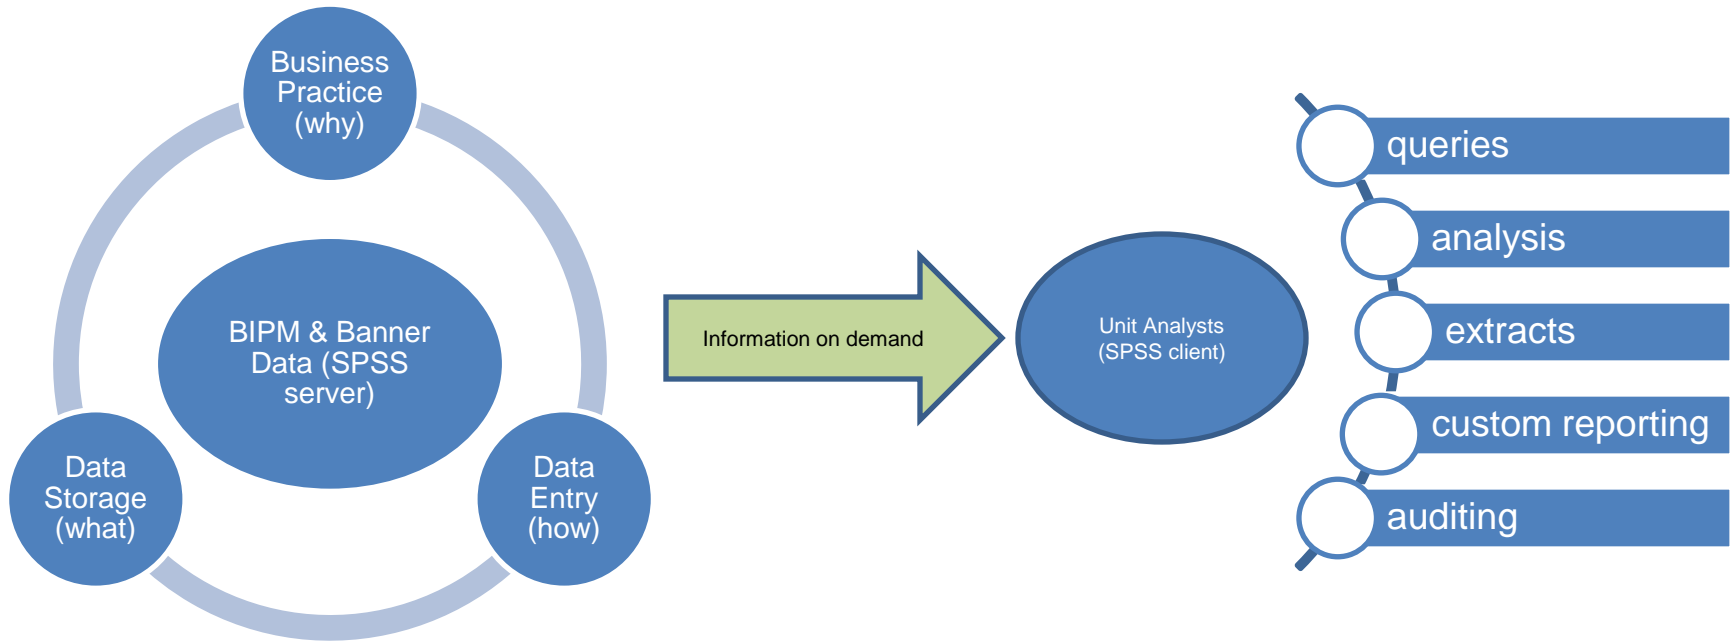 Business
Practice
(why)
BIPM & Banner
Data (SPSS
server)
Data
Storage
(what)
Data
Entry
(how)
Information on demand
Unit Analysts
(SPSS client)
queries
analysis
extracts
custom reporting
auditing